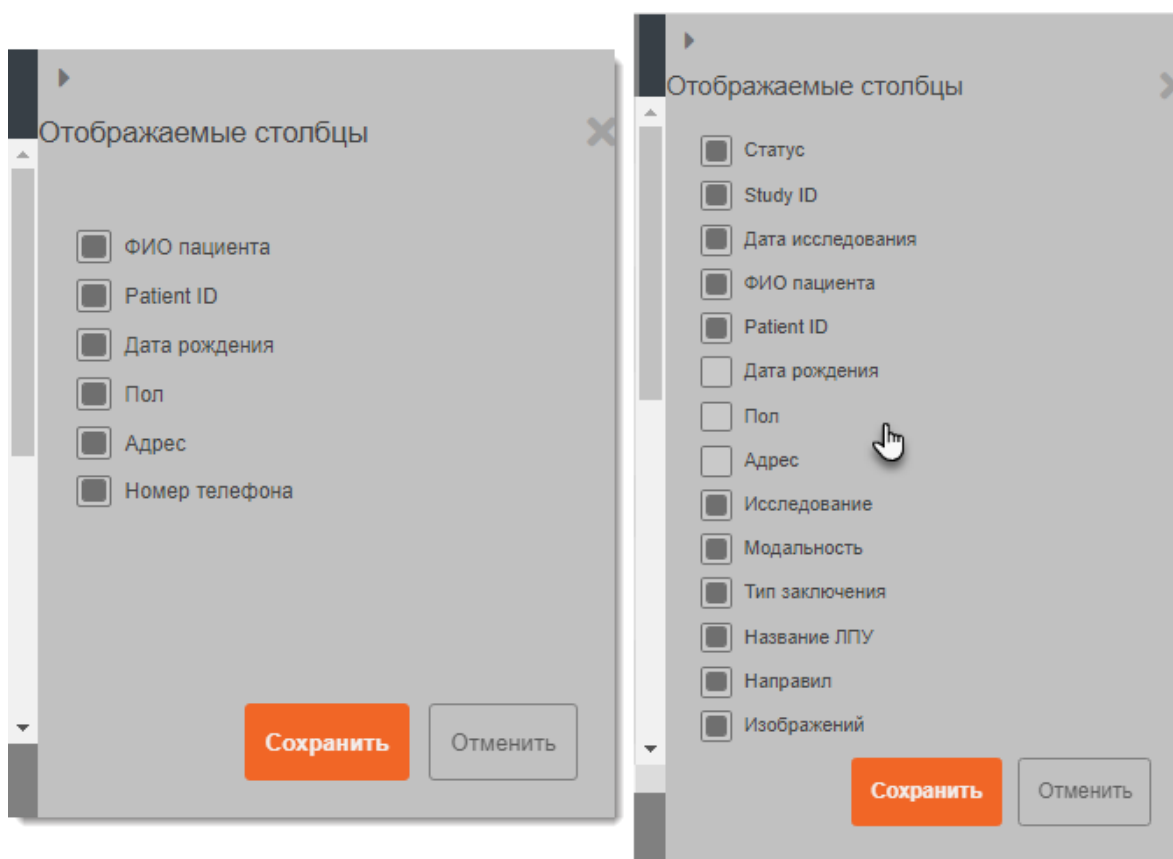 Отображаемые столбцы
ФИО пациента
Patient ID
Дата рождения
Пол
Адрес
Номер телефона
Сохранить
Отменить
Отображаемые столбцы
Статус
Study ID
Дата исследования
ФИО пациента
Patient ID
Дата рождения
Пол
Адрес
Исследование
Модальность
Тип заключения
Название ЛПУ
Направил
Изображений
Сохранить
Отменить